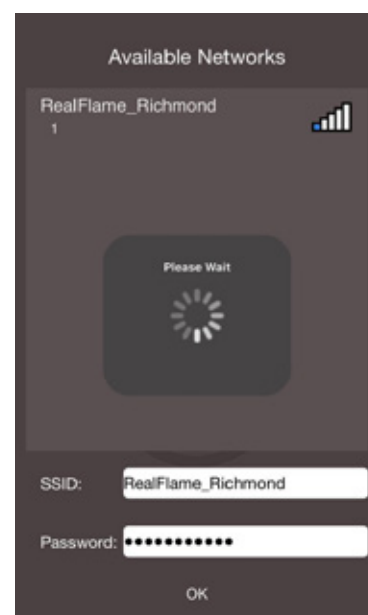 Available Networks
RealFlame_Richmond
1
Please Wait
SSID: RealFlame_Richmond
Password: •••••••••••
OK